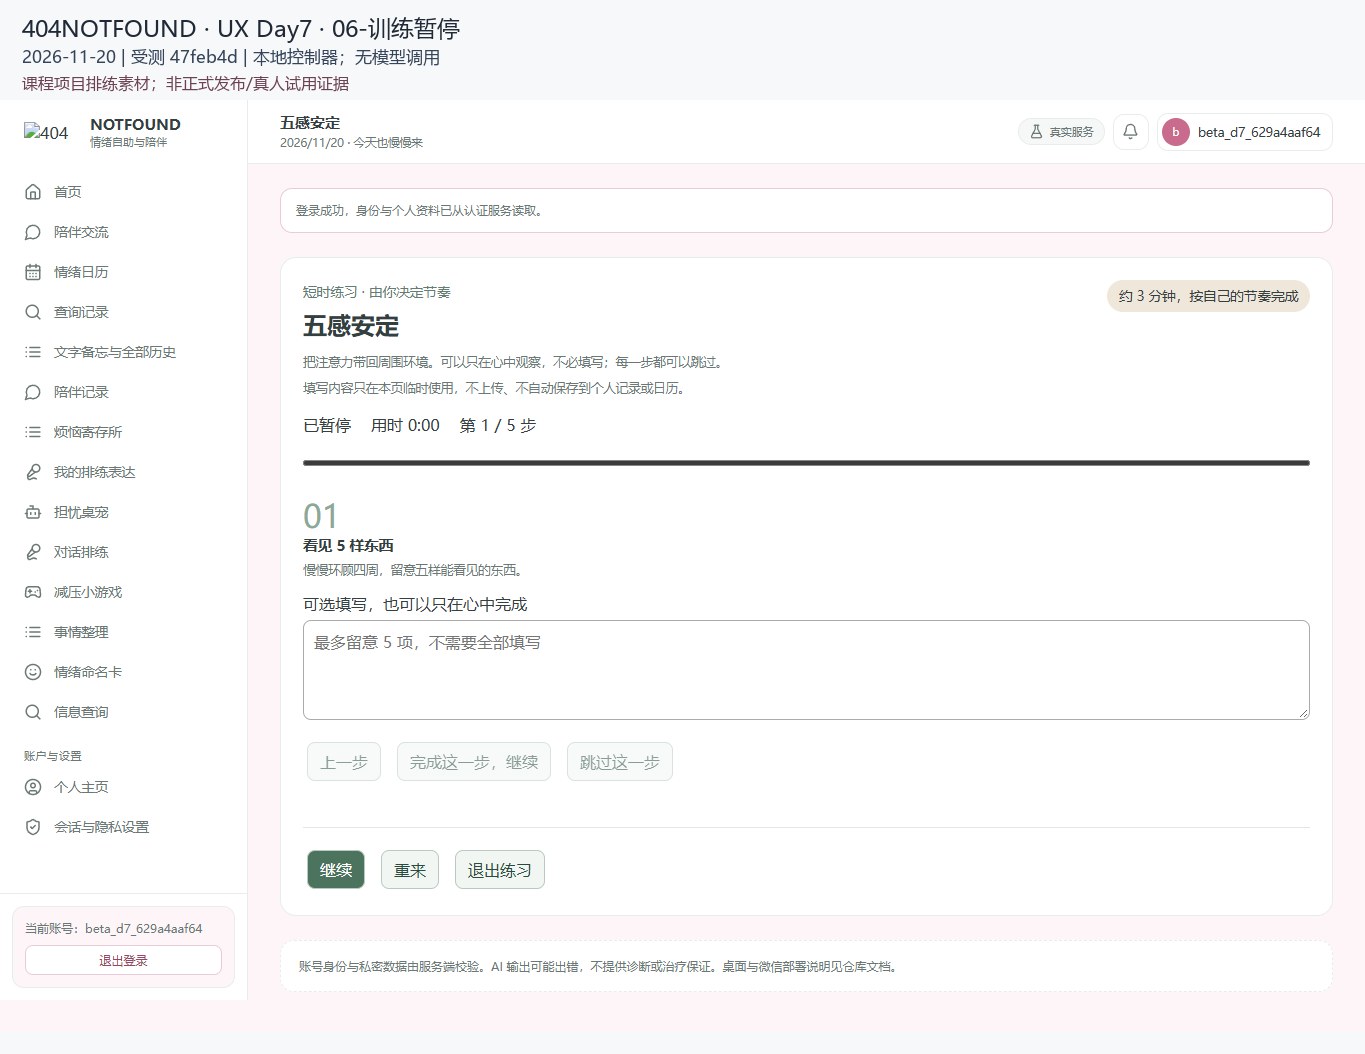 404NOTFOUND · UX Day7 · 06-训练暂停
2026-11-20 | 受测 47feb4d | 本地控制器；无模型调用
课程项目排练素材；非正式发布/真人试用证据
404
NOTFOUND
情绪自助与陪伴
首页
陪伴交流
情绪日历
查询记录
文字备忘与全部历史
陪伴记录
烦恼寄存所
我的排练表达
担忧桌宠
对话排练
减压小游戏
事情整理
情绪命名卡
信息查询
账户与设置
个人主页
会话与隐私设置
当前账号：beta_d7_629a4aaf64
退出登录
五感安定
2026/11/20 · 今天也慢慢来
真实服务
b
beta_d7_629a4aaf64
登录成功，身份与个人资料已从认证服务读取。
短时练习 · 由你决定节奏
约 3 分钟，按自己的节奏完成
五感安定
把注意力带回周围环境。可以只在心中观察，不必填写；每一步都可以跳过。
填写内容只在本页临时使用，不上传、不自动保存到个人记录或日历。
已暂停 用时 0:00 第 1 / 5 步
01
看见 5 样东西
慢慢环顾四周，留意五样能看见的东西。
可选填写，也可以只在心中完成
最多留意 5 项，不需要全部填写
上一步 完成这一步，继续 跳过这一步
继续 重来 退出练习
账号身份与私密数据由服务端校验。AI 输出可能出错，不提供诊断或治疗保证。桌面与微信部署说明见仓库文档。